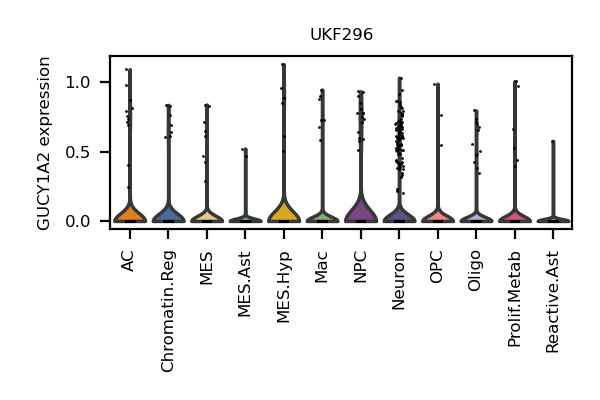 UKF296
GUCY1A2 expression
1.0
0.5
0.0
AC
Chromatin.Reg
MES
MES.Ast
MES.Hyp
Mac
NPC
Neuron
OPC
Oligo
Prolif.Metab
Reactive.Ast